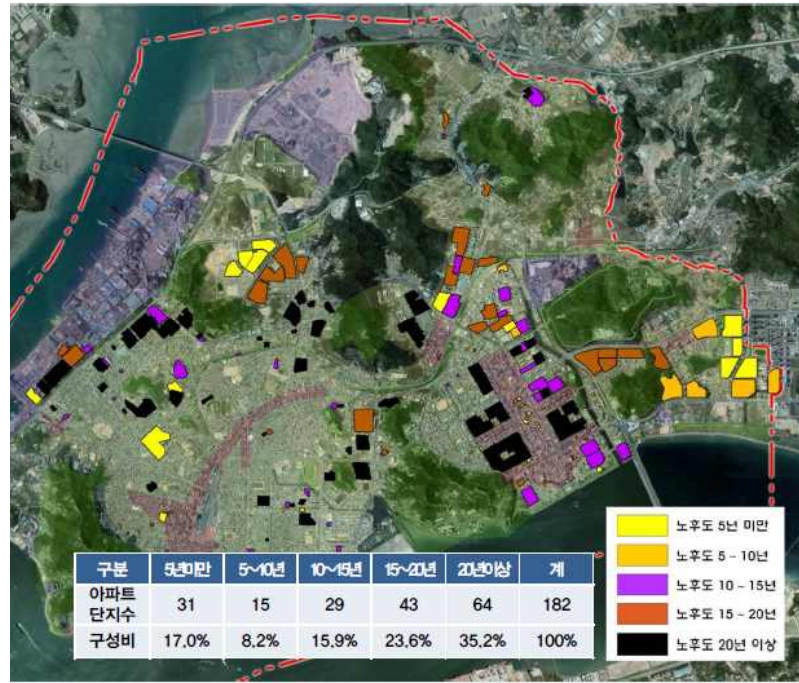 노후도 5년 미만
노후도 5 ~ 10년
노후도 10 ~ 15년
노후도 15 ~ 20년
노후도 20년 이상
구분 5년미만 5~10년 10~15년 15~20년 20년이상 계
아파트
단지수 31 15 29 43 64 182
구성비 17.0% 8.2% 15.9% 23.6% 35.2% 100%